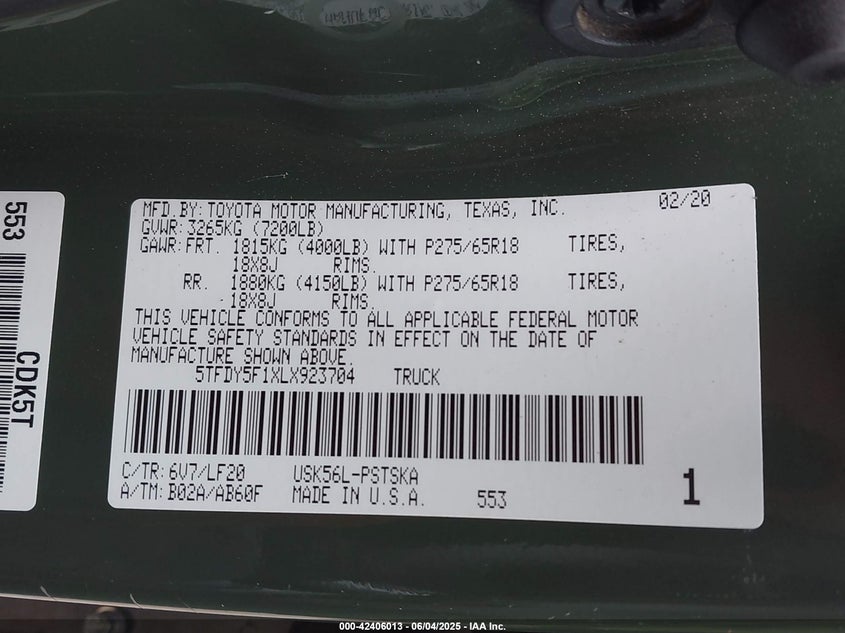 MFD. BY: TOYOTA MOTOR MANUFACTURING, TEXAS, INC. 02/20
GVWR: 3265KG (7200LB)
GAWR: FRT. 1815KG (4000LB) WITH P275/65R18 TIRES,
18X8J RIMS.
RR. 1880KG (4150LB) WITH P275/65R18 TIRES,
18X8J RIMS.
THIS VEHICLE CONFORMS TO ALL APPLICABLE FEDERAL MOTOR
VEHICLE SAFETY STANDARDS IN EFFECT ON THE DATE OF
MANUFACTURE SHOWN ABOVE.
5TFDY5F1XLX923704 TRUCK
C/TR: 6V7/LF20 USK56L-PSTSKA
A/TM: B02A/AB60F MADE IN U.S.A. 553 1
553
CDK5T
000-42406013 - 06/04/2025 - IAA Inc.